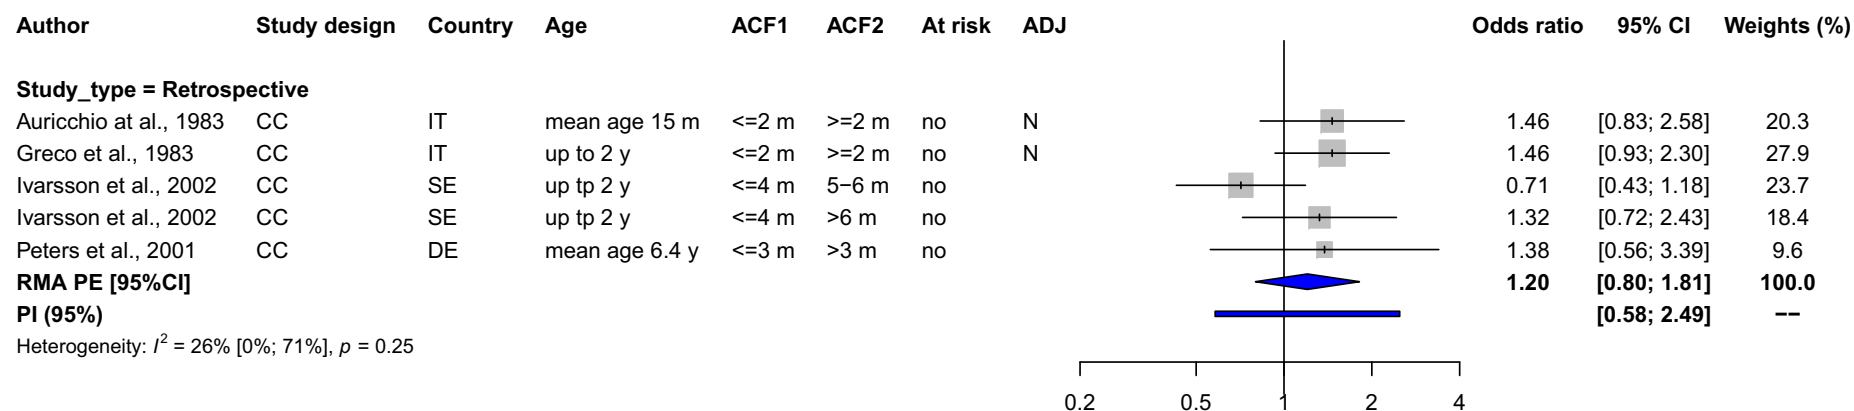 Author Study design Country Age ACF1 ACF2 At risk ADJ Odds ratio 95% CI Weights (%)
Study_type = Retrospective
Auricchio at al., 1983 CC IT mean age 15 m <=2 m >=2 m no N 1.46 [0.83; 2.58] 20.3
Greco et al., 1983 CC IT up to 2 y <=2 m >=2 m no N 1.46 [0.93; 2.30] 27.9
Ivarsson et al., 2002 CC SE up tp 2 y <=4 m 5−6 m no 0.71 [0.43; 1.18] 23.7
Ivarsson et al., 2002 CC SE up tp 2 y <=4 m >6 m no 1.32 [0.72; 2.43] 18.4
Peters et al., 2001 CC DE mean age 6.4 y <=3 m >3 m no 1.38 [0.56; 3.39] 9.6
RMA PE [95%CI] 1.20 [0.80; 1.81] 100.0
PI (95%) [0.58; 2.49] −−
Heterogeneity: I² = 26% [0%; 71%], p = 0.25
0.2 0.5 1 2 4